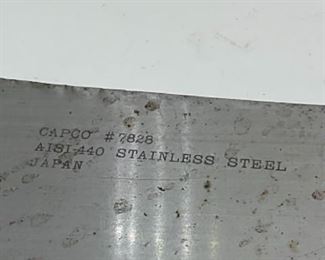 CAPCO #7828
AISI-440 STAINLESS STEEL
JAPAN